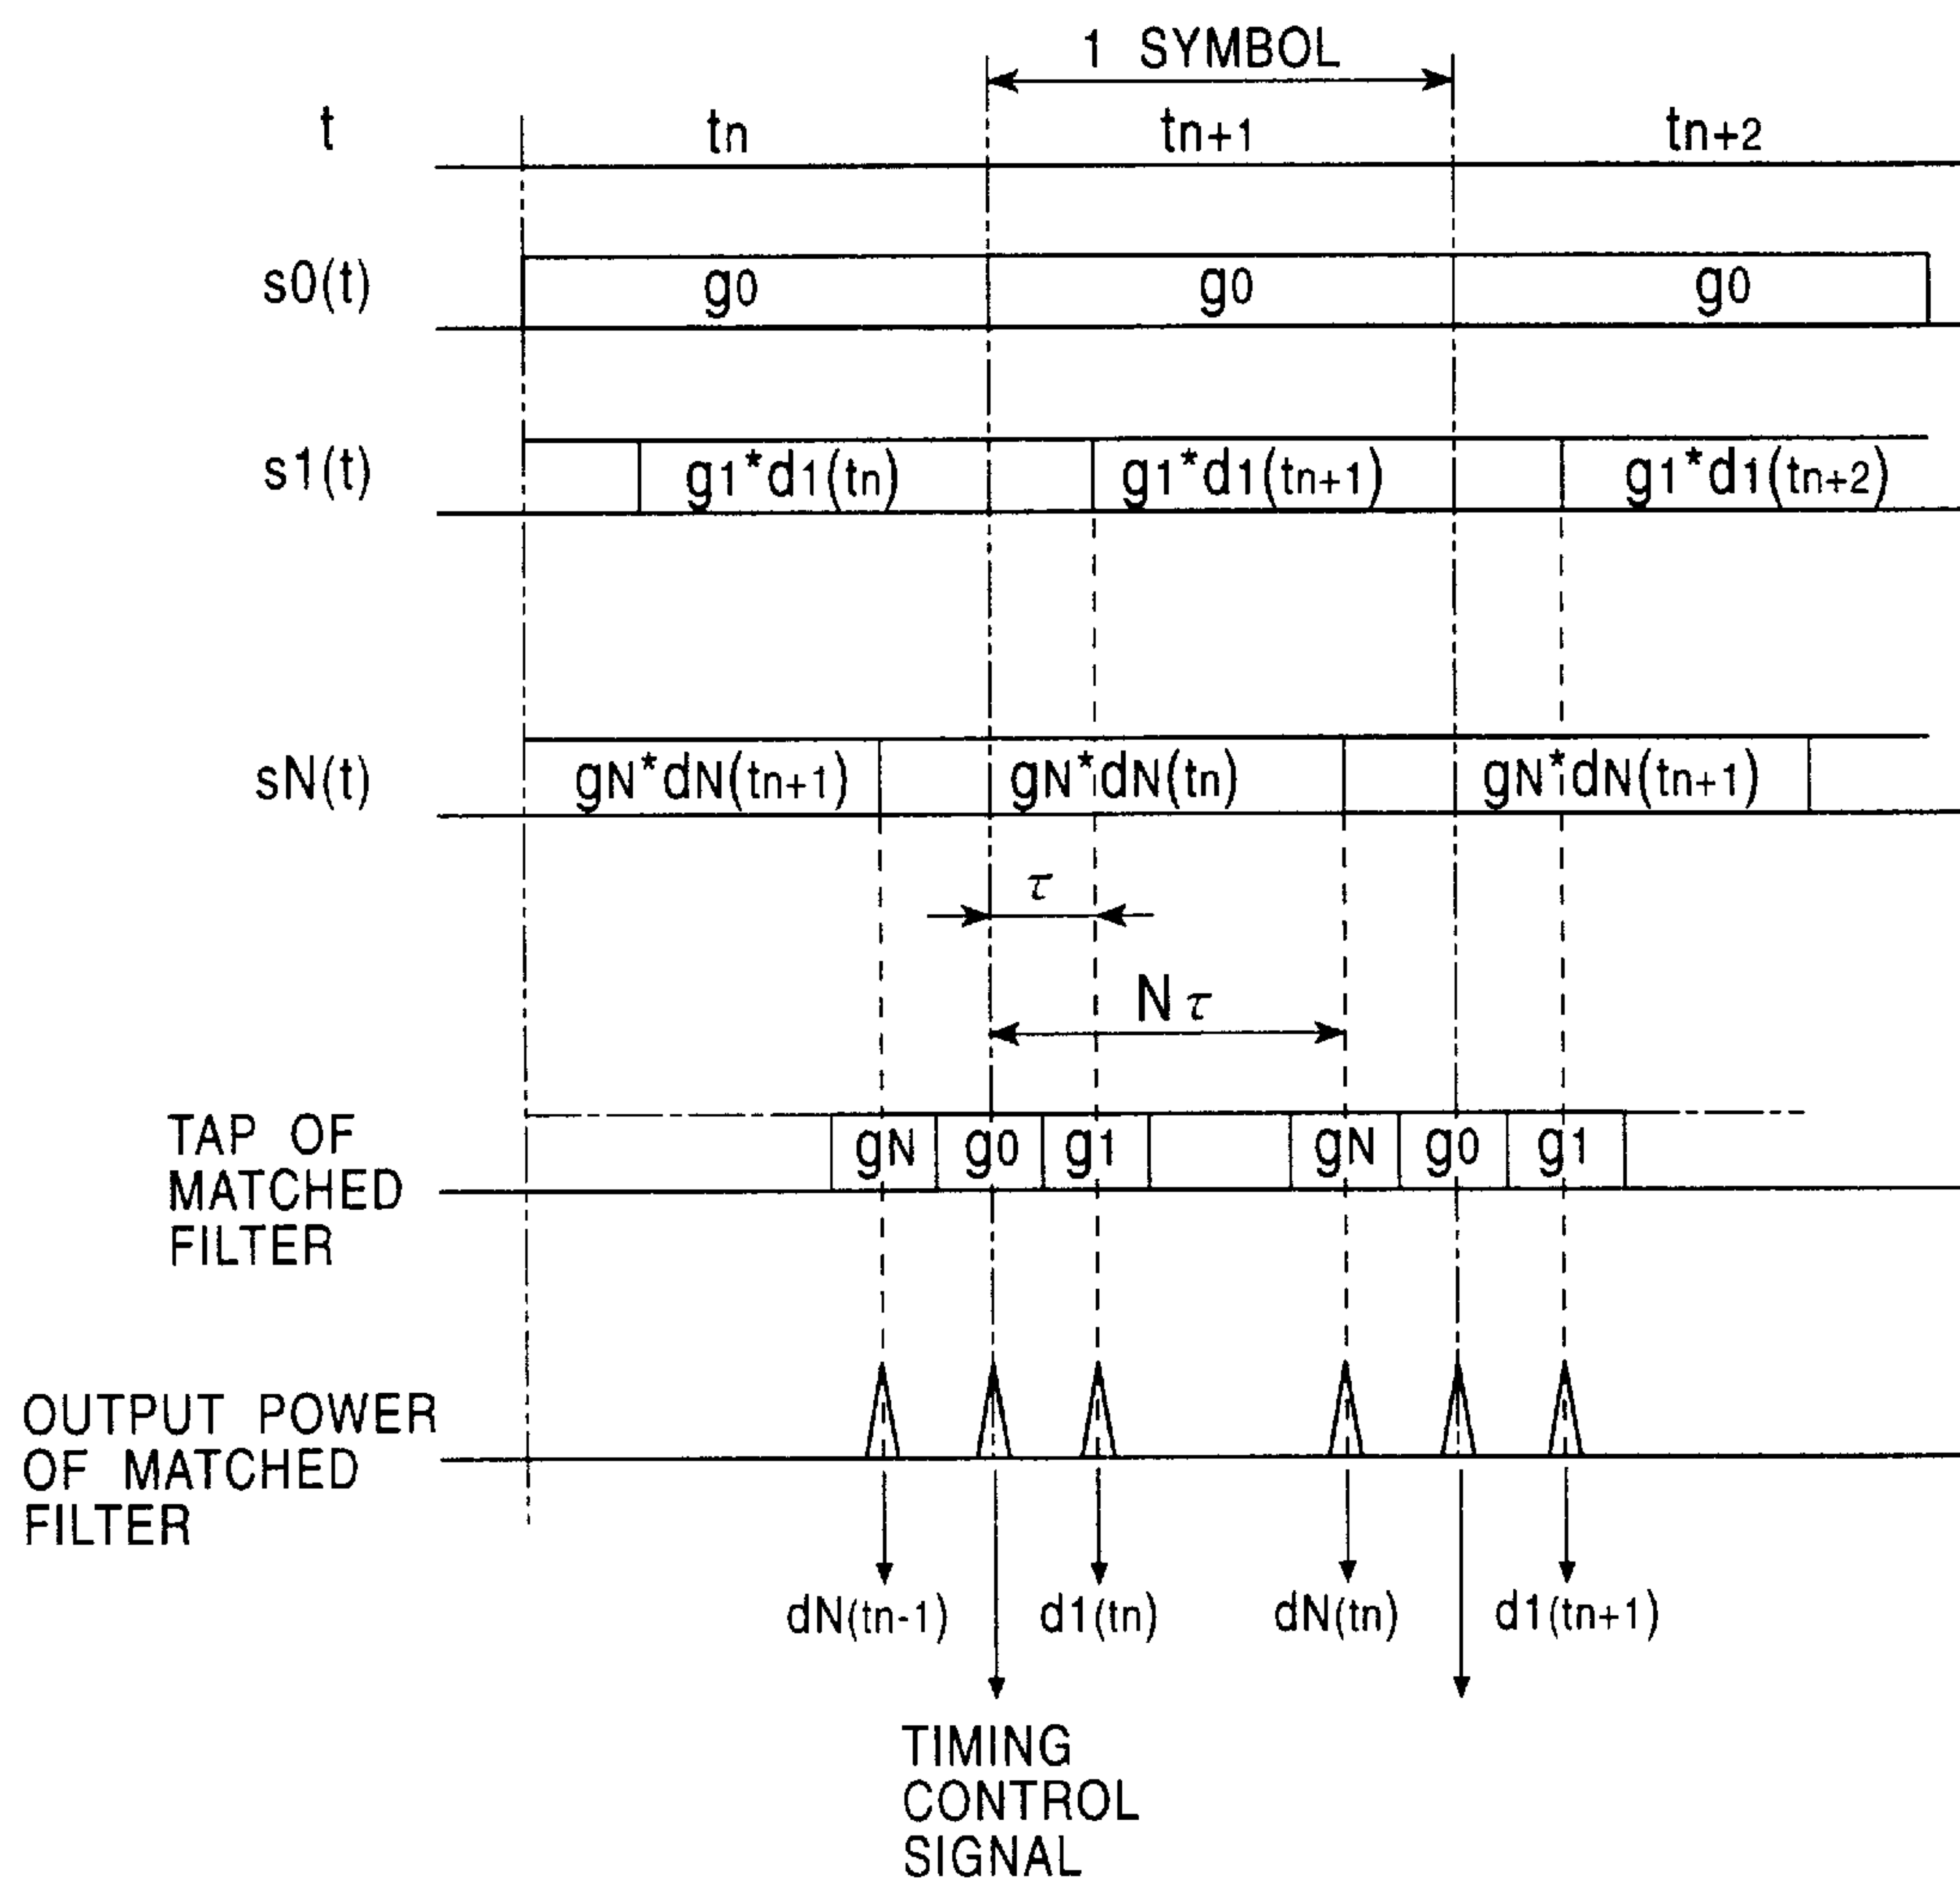 1 SYMBOL
t tn tn+1 tn+2
s0(t) g0 g0 g0
s1(t) g1*d1(tn) g1*d1(tn+1) g1*d1(tn+2)
sN(t) gN*dN(tn+1) gN*dN(tn) gN*dN(tn+1)
τ
Nτ
TAP OF
MATCHED
FILTER
gN g0 g1 gN g0 g1
OUTPUT POWER
OF MATCHED
FILTER
dN(tn-1) d1(tn) dN(tn) d1(tn+1)
TIMING
CONTROL
SIGNAL